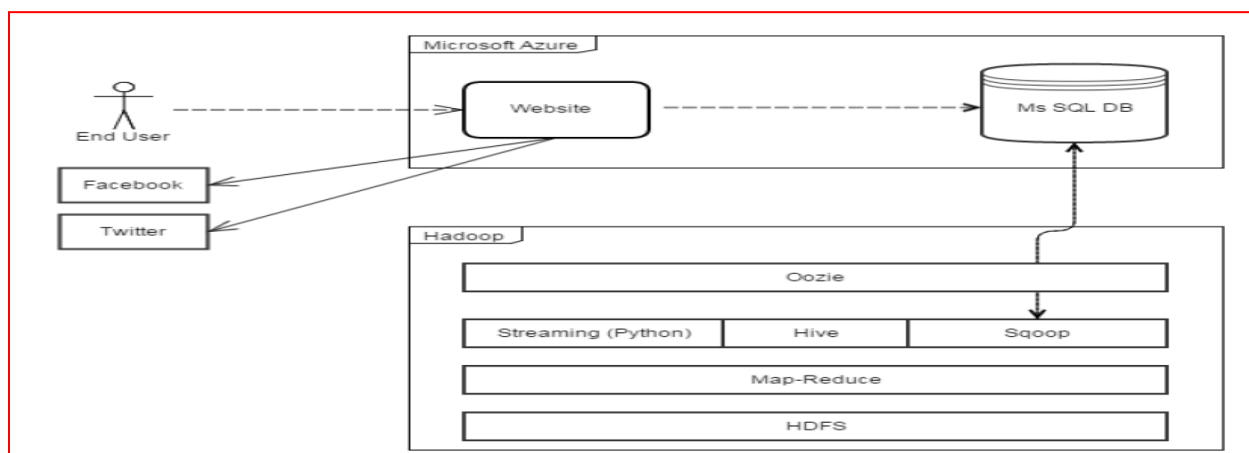 Microsoft Azure
Website
Ms SQL DB
End User
Facebook
Twitter
Hadoop
Oozie
Streaming (Python)
Hive
Sqoop
Map-Reduce
HDFS